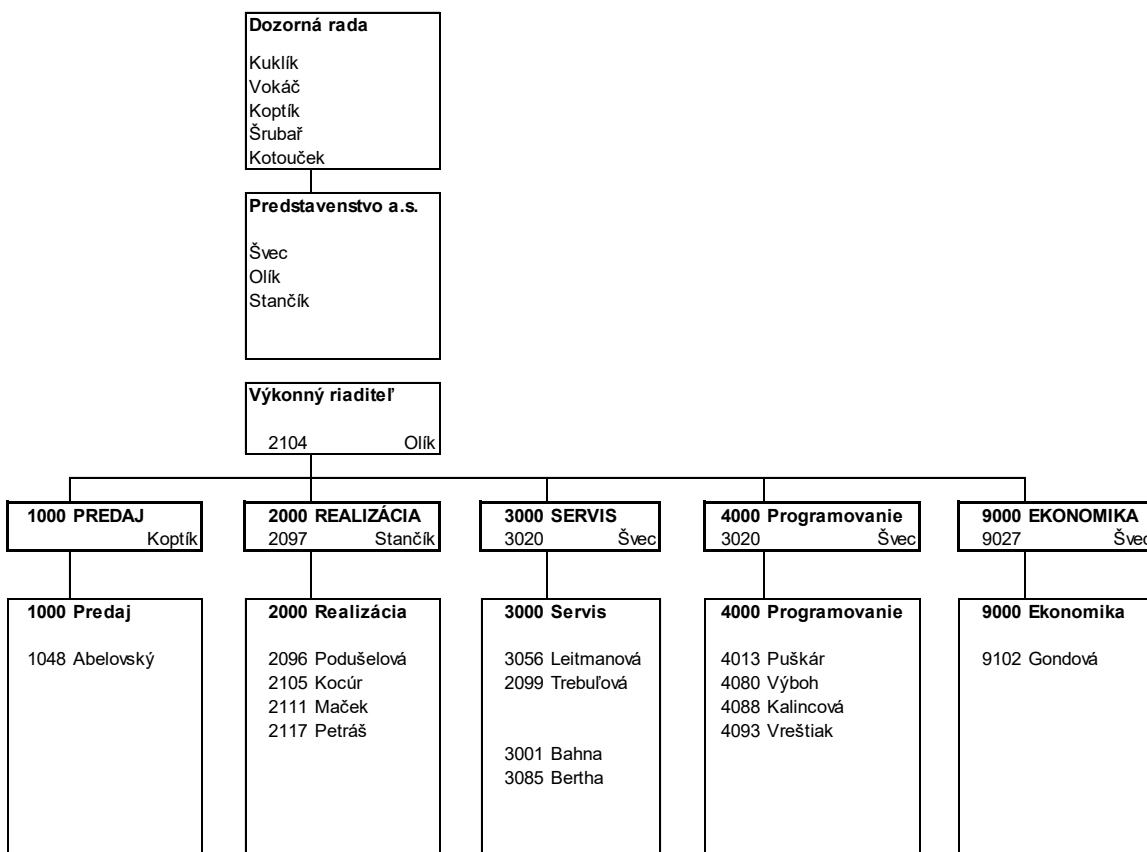 Dozorná rada
Kuklík
Vokáč
Koptík
Šrubař
Kotouček
Predstavenstvo a.s.
Švec
Olík
Stančík
Výkonný riaditeľ
2104 Olík
1000 PREDAJ
Koptík
2000 REALIZÁCIA
2097 Stančík
3000 SERVIS
3020 Švec
4000 Programovanie
3020 Švec
9000 EKONOMIKA
9027 Švec
1000 Predaj
1048 Abelovský
2000 Realizácia
2096 Podušelová
2105 Kocúr
2111 Maček
2117 Petráš
3000 Servis
3056 Leitmanová
2099 Trebuľová
3001 Bahna
3085 Bertha
4000 Programovanie
4013 Puškár
4080 Výboh
4088 Kalincová
4093 Vreštiak
9000 Ekonomika
9102 Gondová